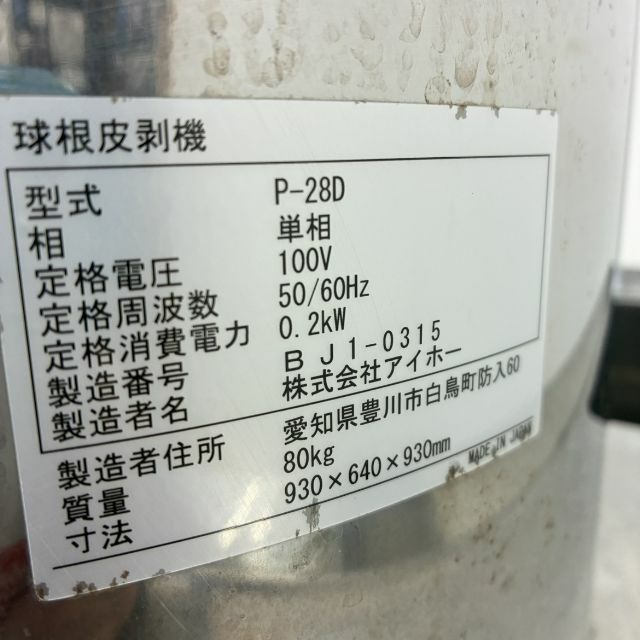 球根皮剥機
型式 P-28D
相 単相
定格電圧 100V
定格周波数 50/60Hz
定格消費電力 0.2kW
製造番号 BJ1-0315
製造者名 株式会社アイホー
製造者住所 愛知県豊川市白鳥町防入60
質量 80kg
寸法 930×640×930mm
MADE IN JAPAN